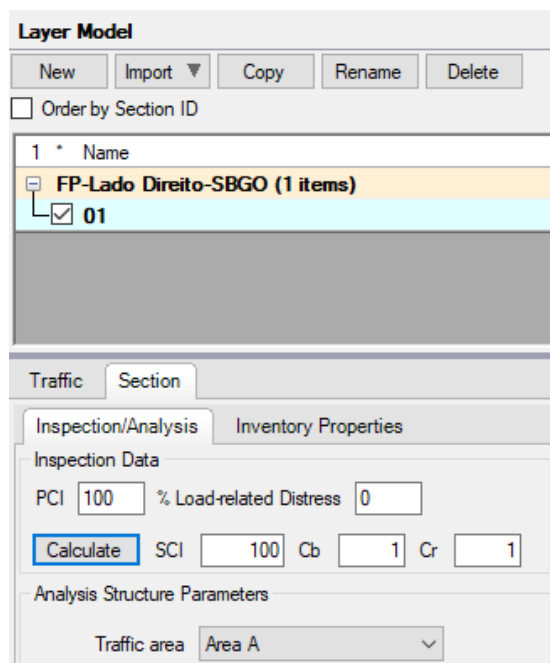 Layer Model
New Import Copy Rename Delete
Order by Section ID
1 * Name
FP-Lado Direito-SBGO (1 items)
01
Traffic Section
Inspection/Analysis Inventory Properties
Inspection Data
PCI 100 % Load-related Distress 0
Calculate SCI 100 Cb 1 Cr 1
Analysis Structure Parameters
Traffic area Area A